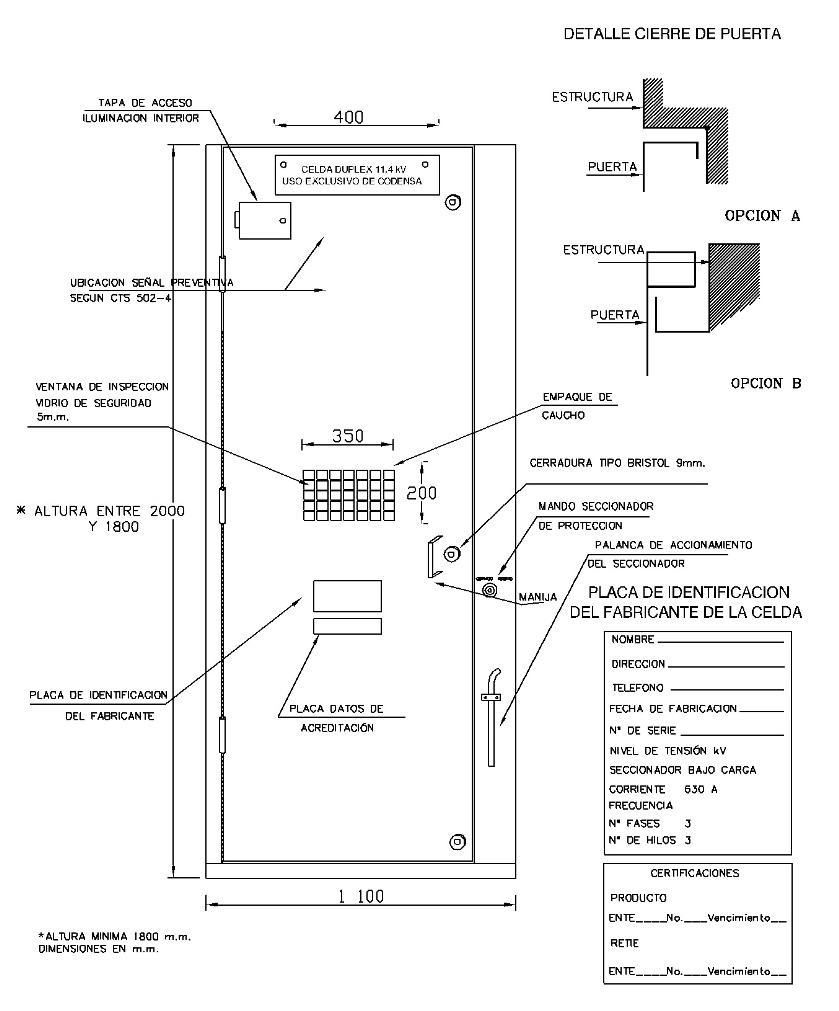 DETALLE CIERRE DE PUERTA
TAPA DE ACCESO
ILUMINACION INTERIOR
400
CELDA DUPLEX 11.4 kV
USO EXCLUSIVO DE CODENSA
ESTRUCTURA
PUERTA
OPCION A
ESTRUCTURA
PUERTA
OPCION B
UBICACION SEÑAL PREVENTIVA
SEGUN CTS 502-4
VENTANA DE INSPECCION
VIDRIO DE SEGURIDAD
5m.m.
350
200
EMPAQUE DE
CAUCHO
CERRADURA TIPO BRISTOL 9mm.
* ALTURA ENTRE 2000
Y 1800
MANDO SECCIONADOR
DE PROTECCION
PALANCA DE ACCIONAMIENTO
DEL SECCIONADOR
MANIJA
PLACA DE IDENTIFICACION
DEL FABRICANTE
PLACA DATOS DE
ACREDITACIÓN
PLACA DE IDENTIFICACION
DEL FABRICANTE DE LA CELDA
NOMBRE
DIRECCION
TELEFONO
FECHA DE FABRICACION
N° DE SERIE
NIVEL DE TENSIÓN kV
SECCIONADOR BAJO CARGA
CORRIENTE 630 A
FRECUENCIA
N° FASES 3
N° DE HILOS 3
CERTIFICACIONES
PRODUCTO
ENTE____No.___Vencimiento__
RETIE
ENTE____No.___Vencimiento__
1 100
*ALTURA MINIMA 1800 m.m.
DIMENSIONES EN m.m.